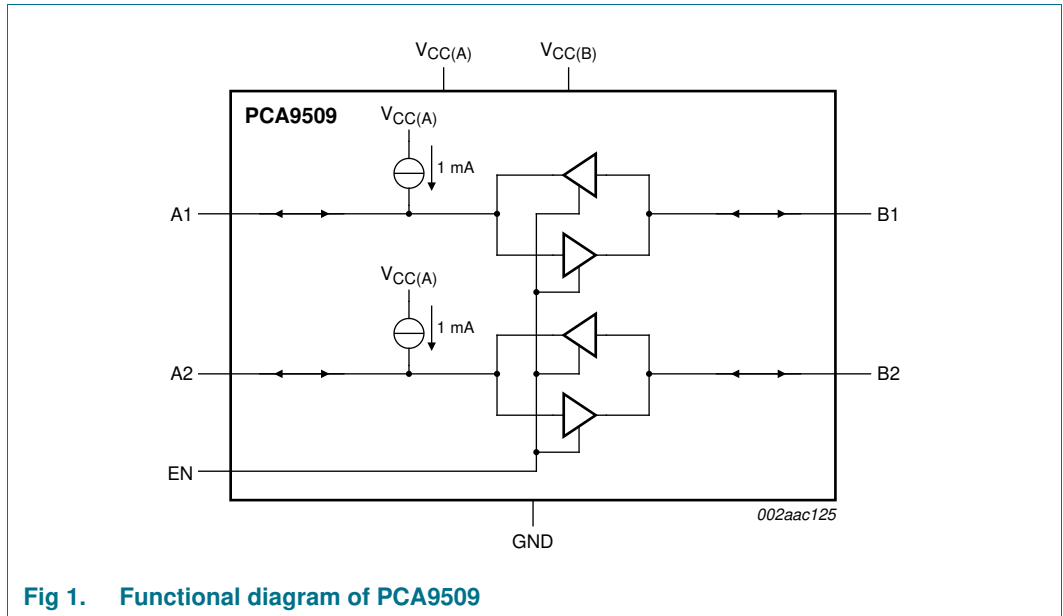 VCC(A) VCC(B)
PCA9509
VCC(A)
1 mA
A1
B1
VCC(A)
1 mA
A2
B2
EN
002aac125
GND
Fig 1. Functional diagram of PCA9509